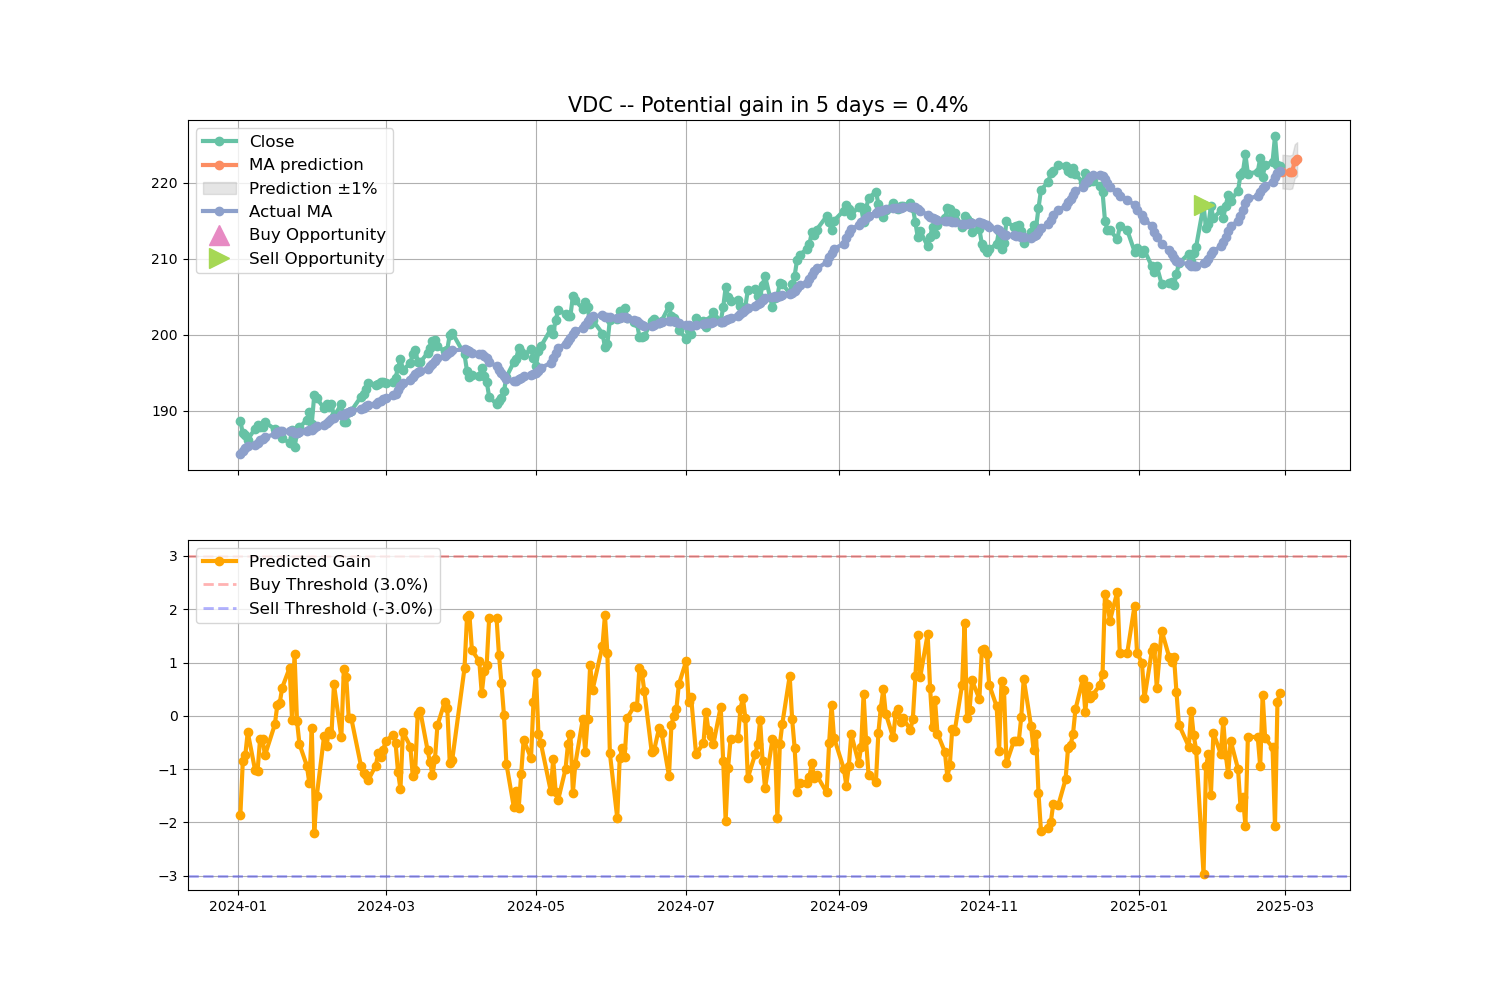 VDC -- Potential gain in 5 days = 0.4%
Close
MA prediction
Prediction ±1%
Actual MA
Buy Opportunity
Sell Opportunity
220
210
200
190
Predicted Gain
Buy Threshold (3.0%)
Sell Threshold (-3.0%)
3
2
1
0
−1
−2
−3
2024-01 2024-03 2024-05 2024-07 2024-09 2024-11 2025-01 2025-03